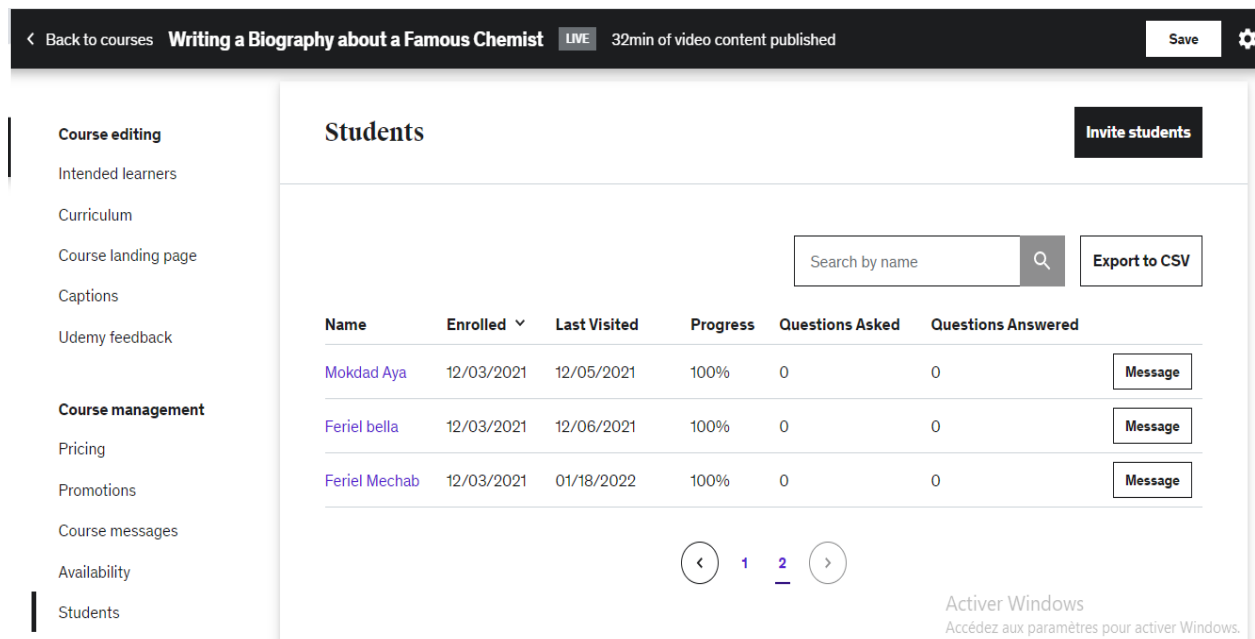 Back to courses Writing a Biography about a Famous Chemist LIVE 32min of video content published Save
Course editing
Intended learners
Curriculum
Course landing page
Captions
Udemy feedback
Course management
Pricing
Promotions
Course messages
Availability
Students
Students Invite students
Search by name Export to CSV
Name Enrolled Last Visited Progress Questions Asked Questions Answered
Mokdad Aya 12/03/2021 12/05/2021 100% 0 0 Message
Feriel bella 12/03/2021 12/06/2021 100% 0 0 Message
Feriel Mechab 12/03/2021 01/18/2022 100% 0 0 Message
1 2
Activer Windows
Accédez aux paramètres pour activer Windows.